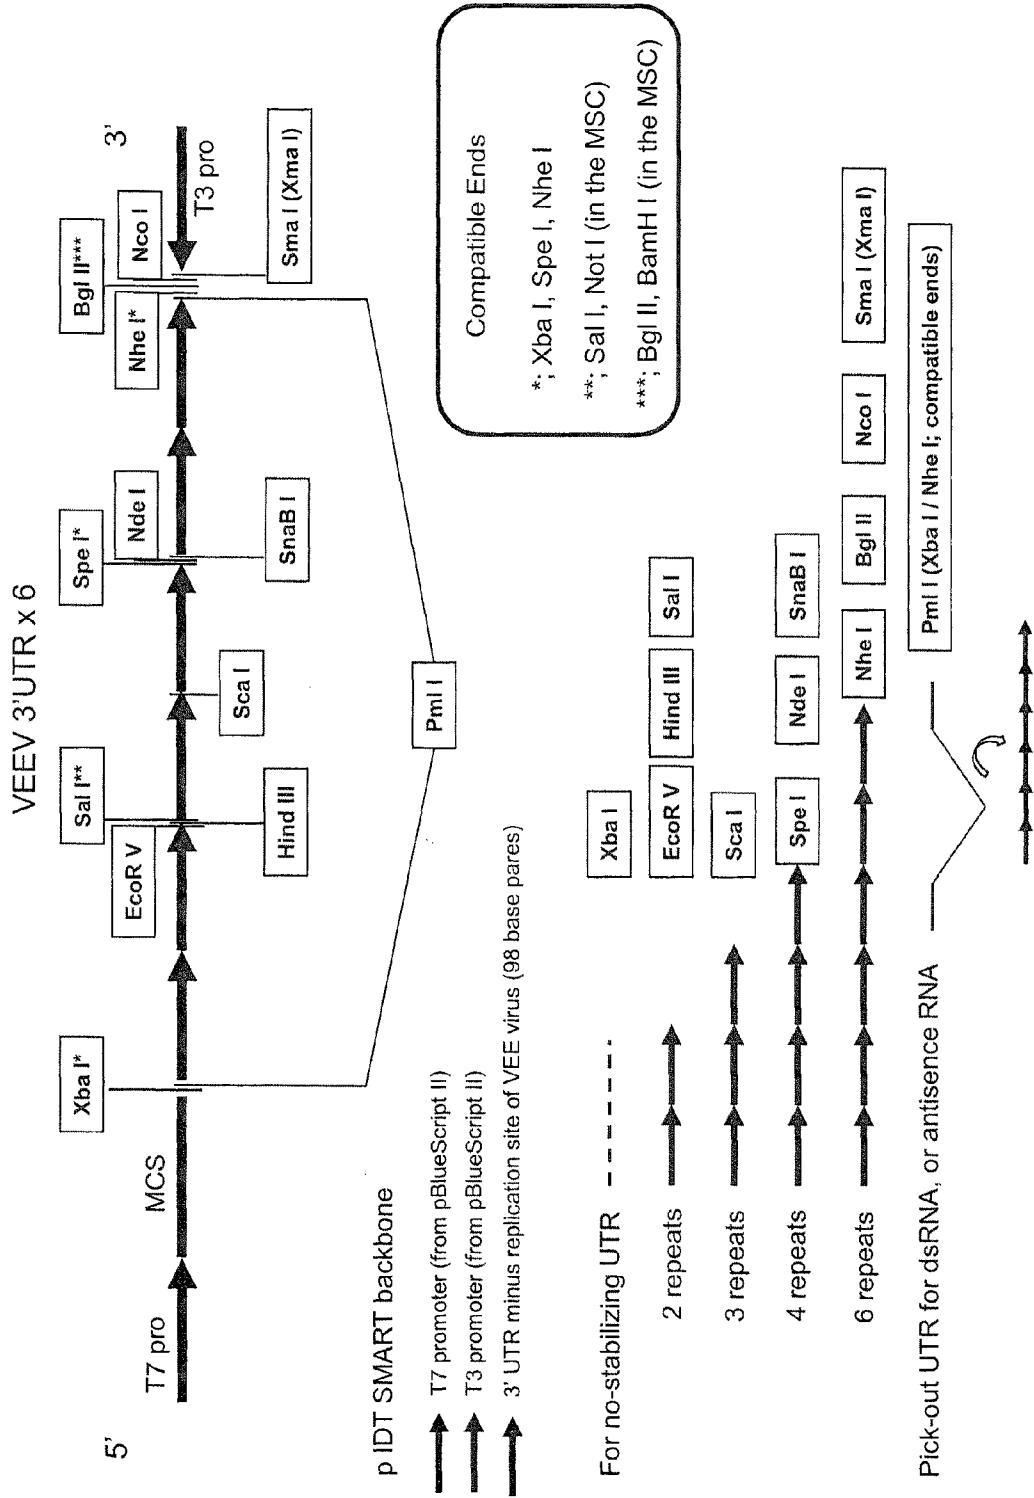 VEEV 3'UTR x 6
5'
T7 pro
MCS
Xba I*
EcoR V
Sal I**
Hind III
Sca I
Spe I*
Nde I
SnaB I
Nhe I*
Bgl II***
Nco I
Sma I (Xma I)
T3 pro
3'
Pml I
p IDT SMART backbone
T7 promoter (from pBlueScript II)
T3 promoter (from pBlueScript II)
3' UTR minus replication site of VEE virus (98 base pares)
Compatible Ends
*; Xba I, Spe I, Nhe I
**; Sal I, Not I (in the MSC)
***; Bgl II, BamH I (in the MSC)
For no-stabilizing UTR
Xba I
2 repeats
EcoR V
Hind III
Sal I
3 repeats
Sca I
4 repeats
Spe I
Nde I
SnaB I
6 repeats
Nhe I
Bgl II
Nco I
Sma I (Xma I)
Pick-out UTR for dsRNA, or antisence RNA
Pml I (Xba I / Nhe I; compatible ends)